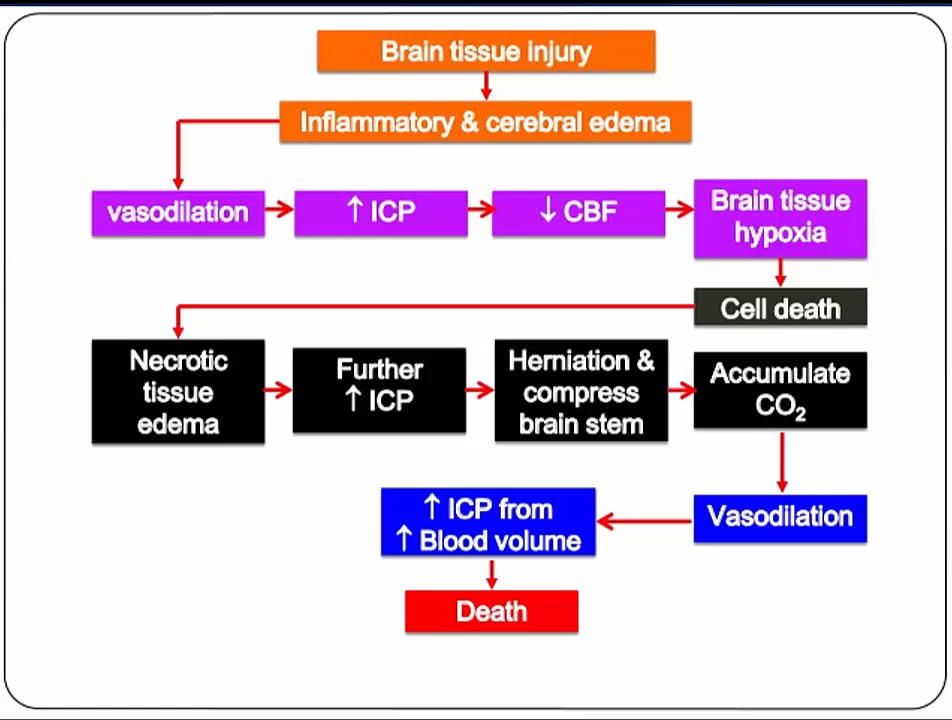 Brain tissue injury
Inflammatory & cerebral edema
vasodilation
↑ ICP
↓ CBF
Brain tissue
hypoxia
Cell death
Necrotic
tissue
edema
Further
↑ ICP
Herniation &
compress
brain stem
Accumulate
CO₂
Vasodilation
↑ ICP from
↑ Blood volume
Death